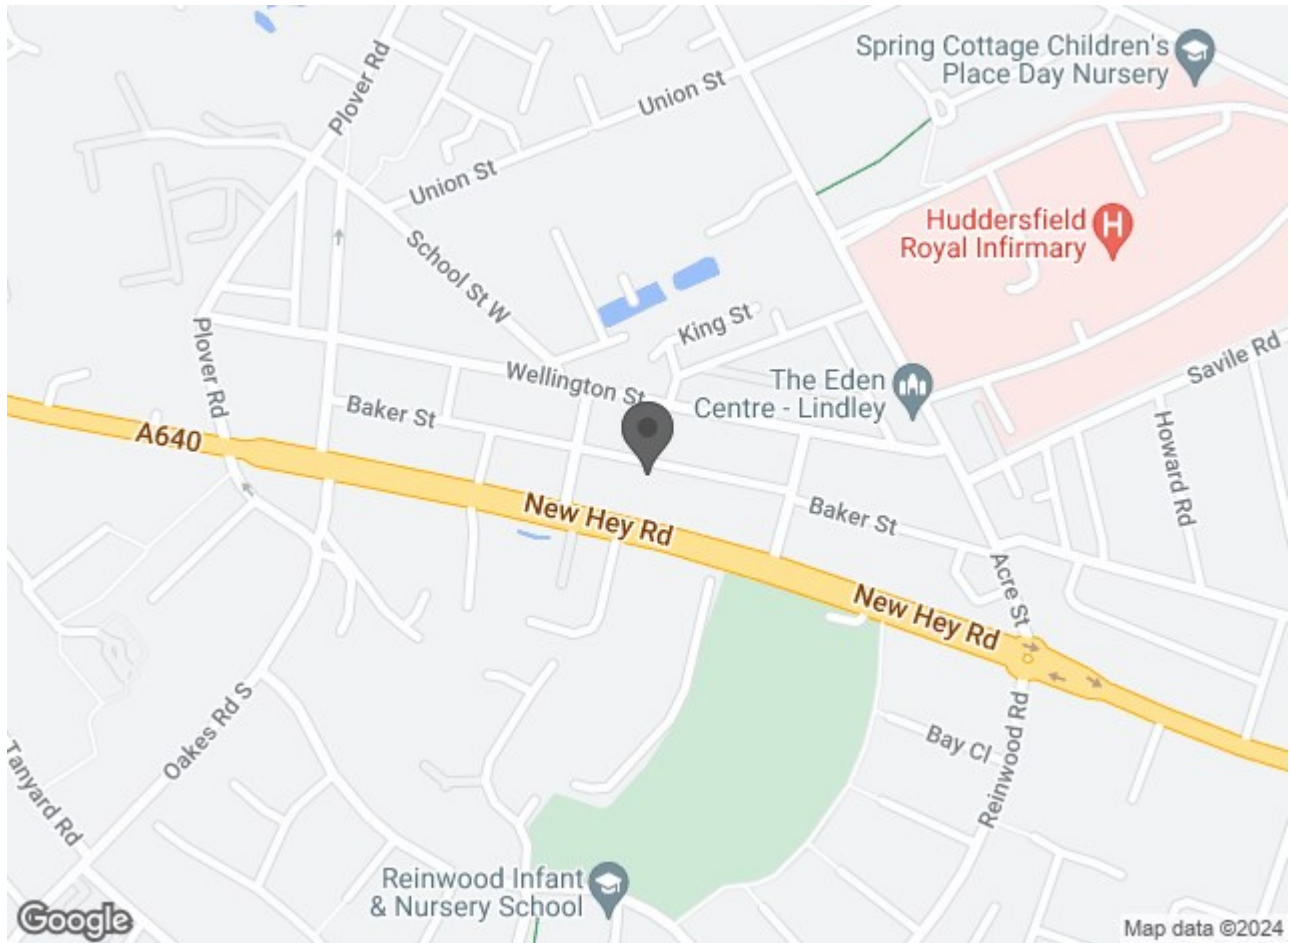 Spring Cottage Children's
Place Day Nursery
Plover Rd
Union St
Union St
Huddersfield
Royal Infirmary
H
School St W
King St
Plover Rd
Wellington St
The Eden
Centre - Lindley
Savile Rd
Baker St
A640
Howard Rd
New Hey Rd
Baker St
Acre St
New Hey Rd
Oakes Rd S
Bay Cl
Reinwood Rd
Tanyard Rd
Reinwood Infant
& Nursery School
Google
Map data ©2024